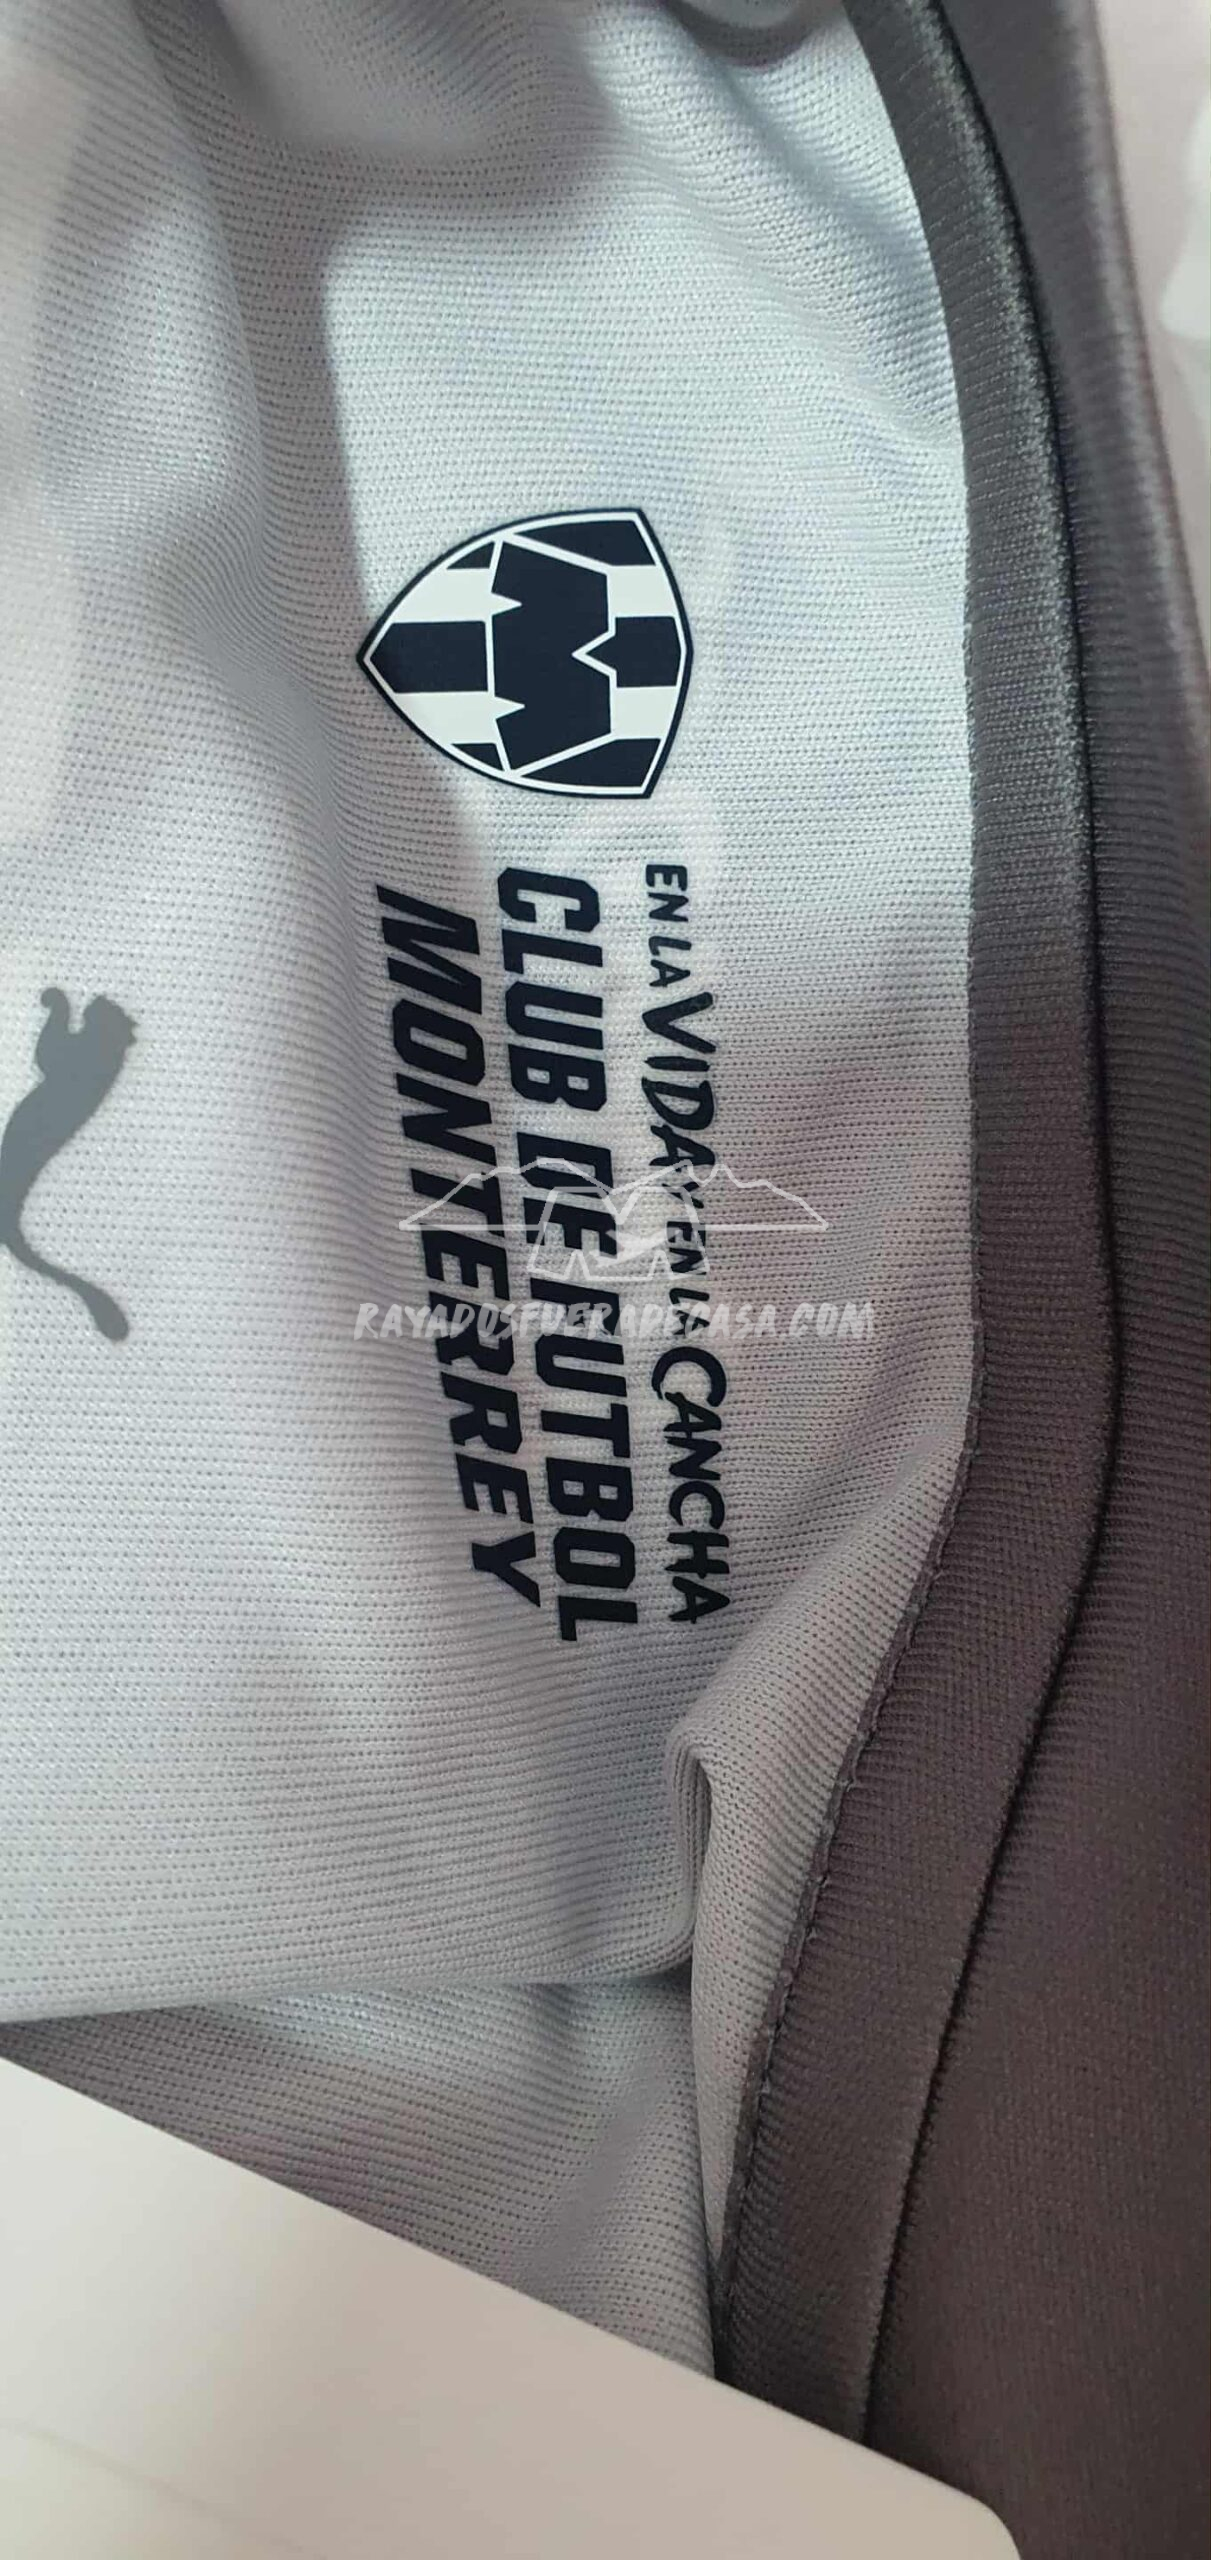 EN LA VIDA Y EN LA CANCHA
CLUB DE FUTBOL
MONTERREY
RAYADOSFUERADECASA.COM